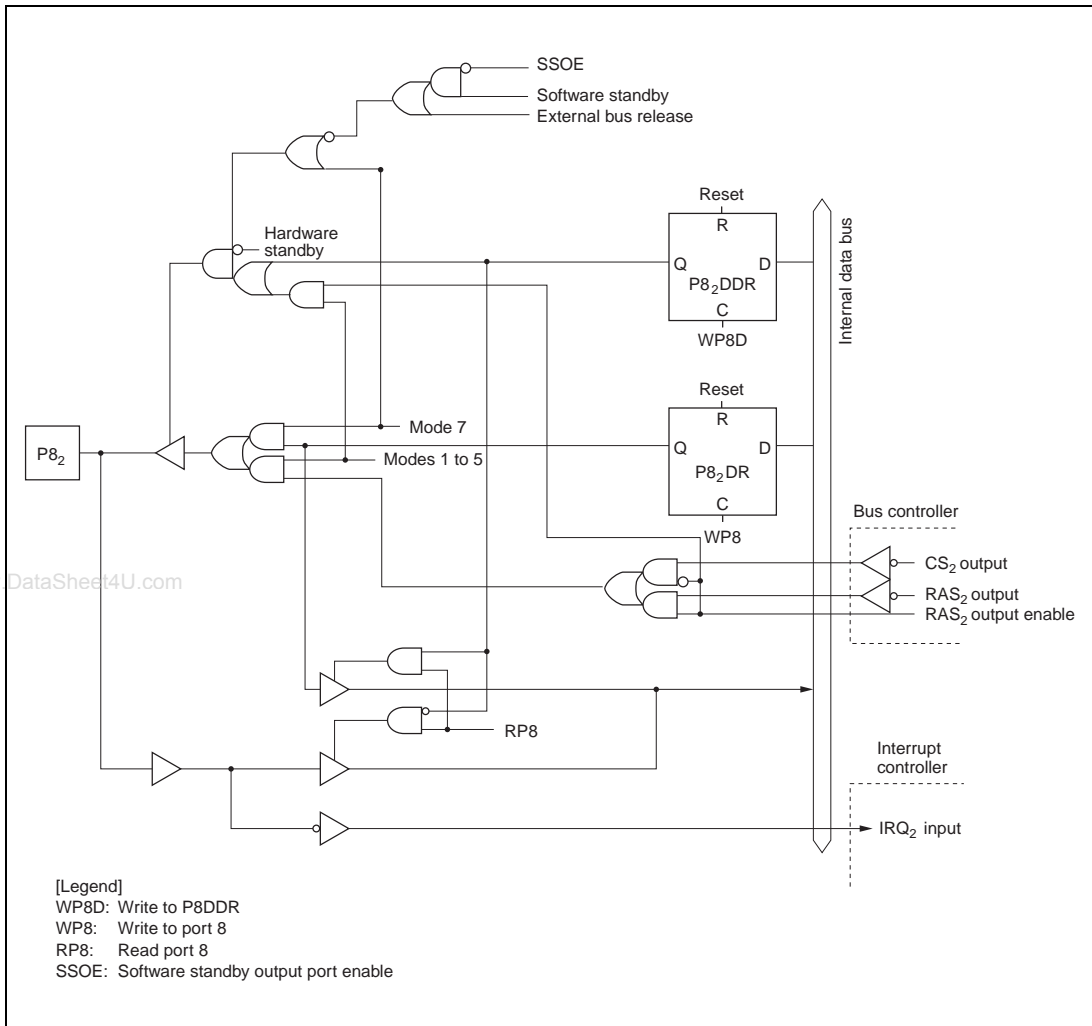 SSOE
Software standby
External bus release
Reset
R
Hardware
standby
Q
D
P8₂DDR
C
WP8D
Internal data bus
Reset
R
Mode 7
Q
D
P8₂
Modes 1 to 5
P8₂DR
C
WP8
Bus controller
CS₂ output
.DataSheet4U.com
RAS₂ output
RAS₂ output enable
RP8
Interrupt
controller
IRQ₂ input
[Legend]
WP8D: Write to P8DDR
WP8: Write to port 8
RP8: Read port 8
SSOE: Software standby output port enable